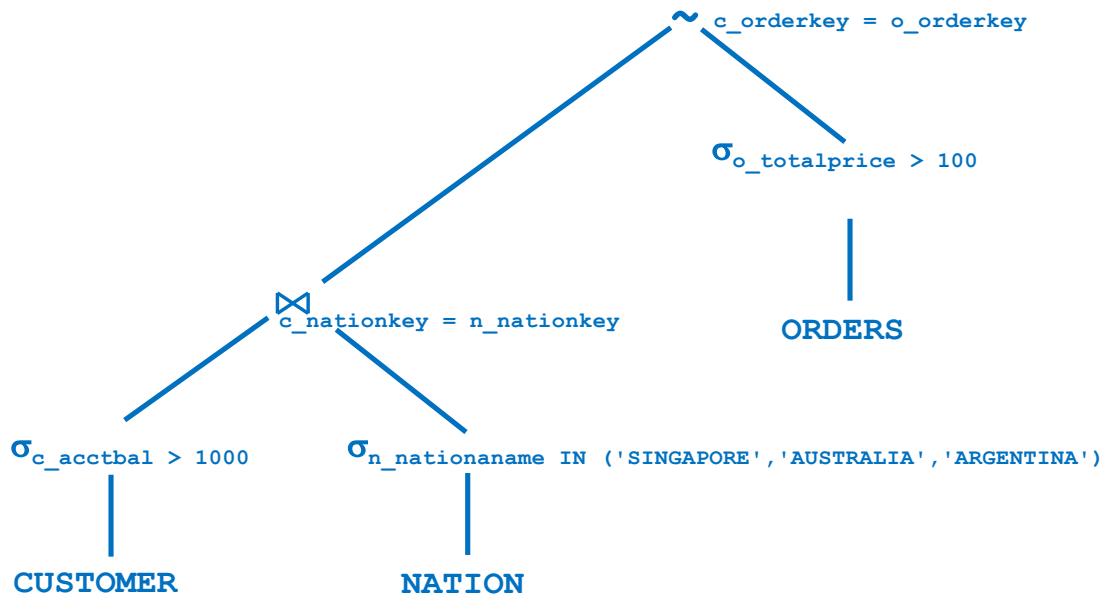 ~ c_orderkey = o_orderkey
σo_totalprice > 100
⋈ c_nationkey = n_nationkey
ORDERS
σc_acctbal > 1000
σn_nationaname IN ('SINGAPORE','AUSTRALIA','ARGENTINA')
CUSTOMER
NATION